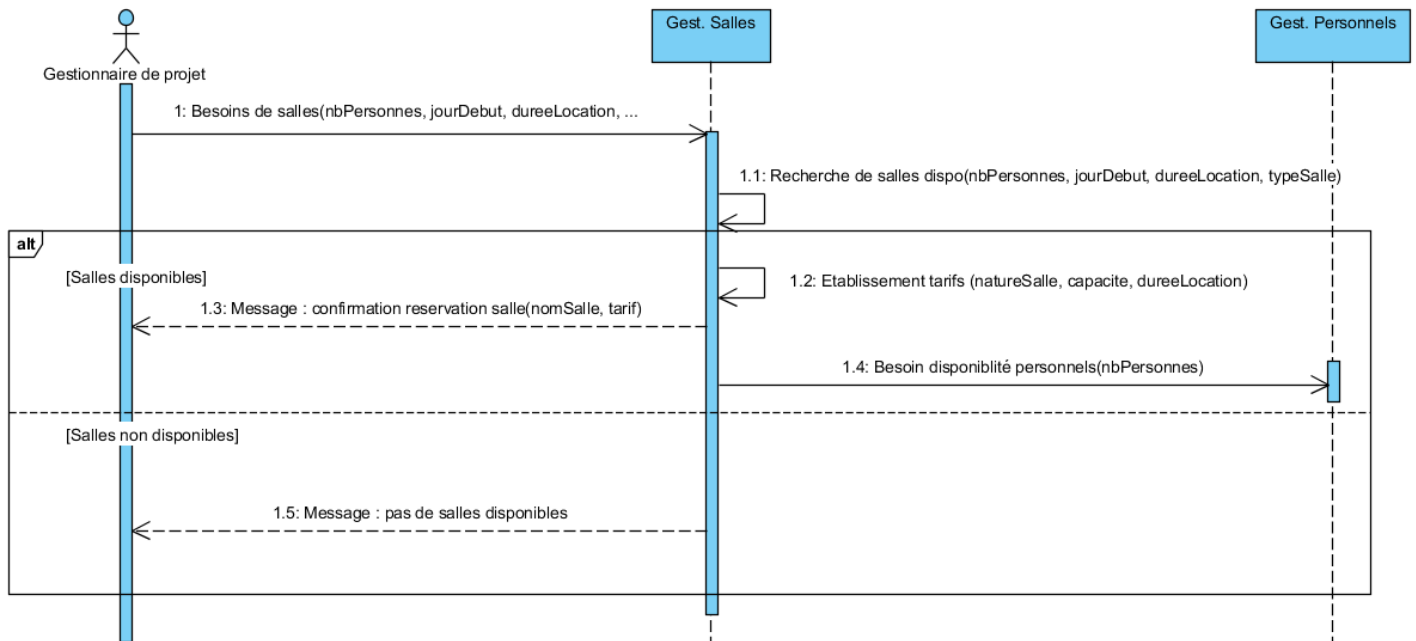 Gest. Salles
Gest. Personnels
Gestionnaire de projet
1: Besoins de salles(nbPersonnes, jourDebut, dureeLocation, ...
1.1: Recherche de salles dispo(nbPersonnes, jourDebut, dureeLocation, typeSalle)
alt
[Salles disponibles]
1.2: Etablissement tarifs (natureSalle, capacite, dureeLocation)
1.3: Message : confirmation reservation salle(nomSalle, tarif)
1.4: Besoin disponiblité personnels(nbPersonnes)
[Salles non disponibles]
1.5: Message : pas de salles disponibles